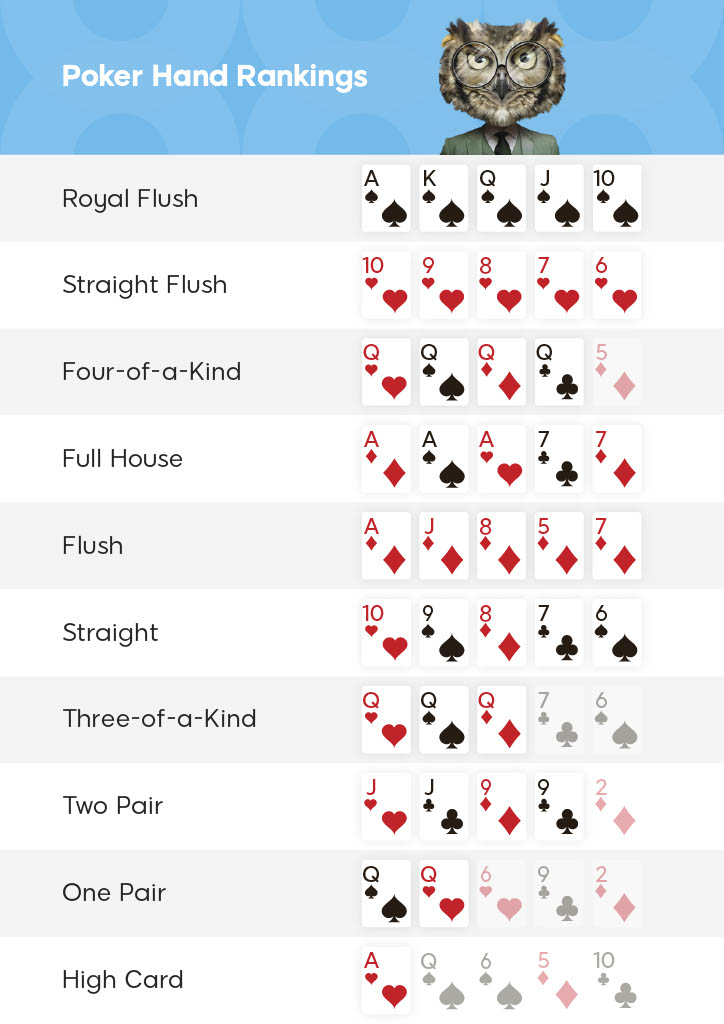 Poker Hand Rankings
Royal Flush A K Q J 10
Straight Flush 10 9 8 7 6
Four-of-a-Kind Q Q Q Q 5
Full House A A A 7 7
Flush A J 8 5 7
Straight 10 9 8 7 6
Three-of-a-Kind Q Q Q 7 6
Two Pair J J 9 9 2
One Pair Q Q 6 9 2
High Card A Q 6 5 10